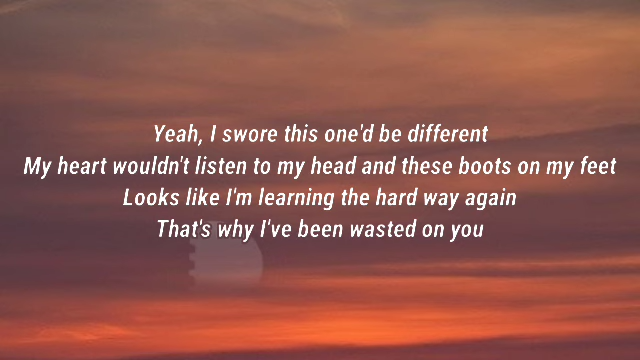 Yeah, I swore this one'd be different
My heart wouldn't listen to my head and these boots on my feet
Looks like I'm learning the hard way again
That's why I've been wasted on you